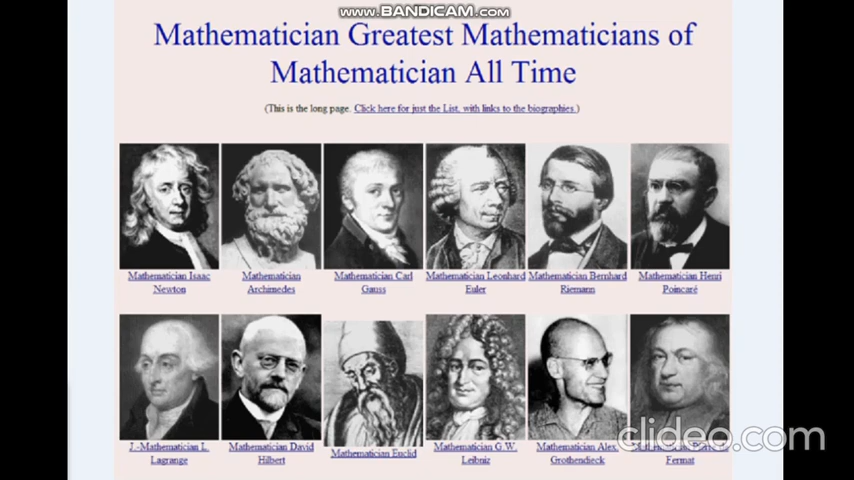 www.BANDICAM.com
Mathematician Greatest Mathematicians of
Mathematician All Time
(This is the long page. Click here for just the List, with links to the biographies.)
Mathematician Isaac
Newton
Mathematician
Archimedes
Mathematician Carl
Gauss
Mathematician Leonhard
Euler
Mathematician Bernhard
Riemann
Mathematician Henri
Poincaré
J.-Mathematician L.
Lagrange
Mathematician David
Hilbert
Mathematician Euclid
Mathematician G.W.
Leibniz
Mathematician Alex.
Grothendieck
Fermat
clideo.com